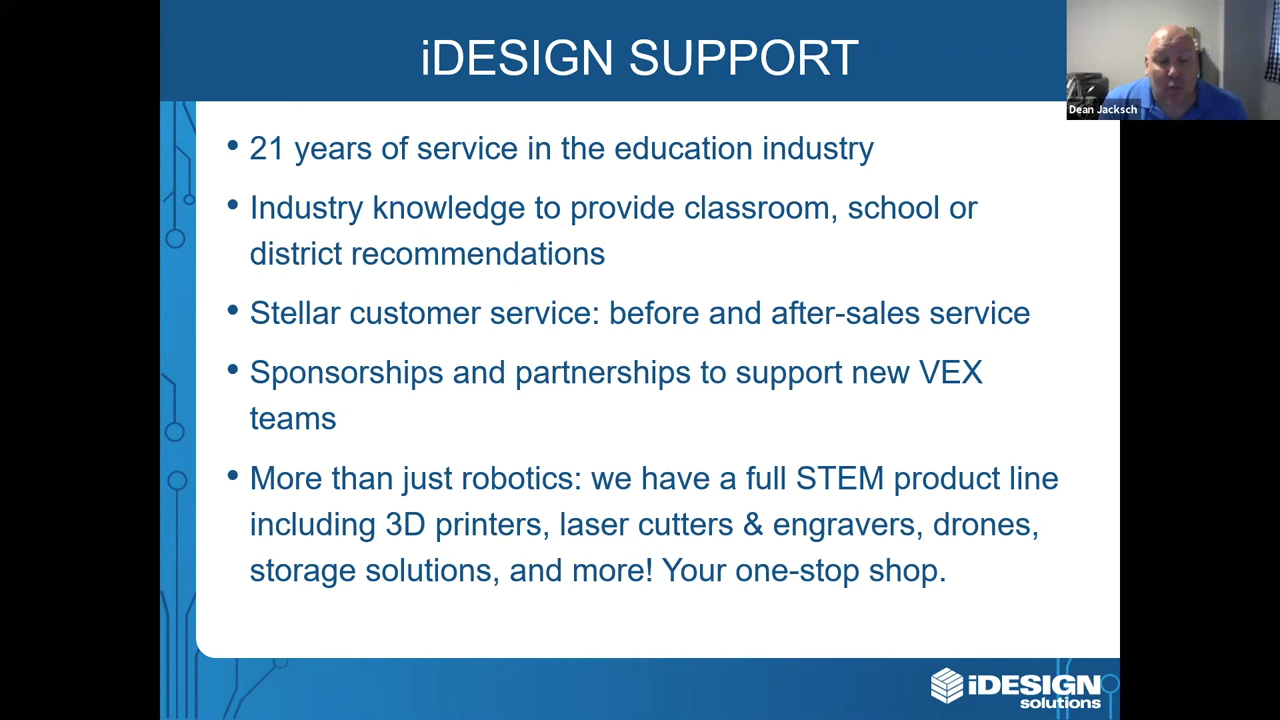 iDESIGN SUPPORT
Dean Jacksch
• 21 years of service in the education industry
• Industry knowledge to provide classroom, school or
district recommendations
• Stellar customer service: before and after-sales service
• Sponsorships and partnerships to support new VEX
teams
• More than just robotics: we have a full STEM product line
including 3D printers, laser cutters & engravers, drones,
storage solutions, and more! Your one-stop shop.
iDESIGN
solutions